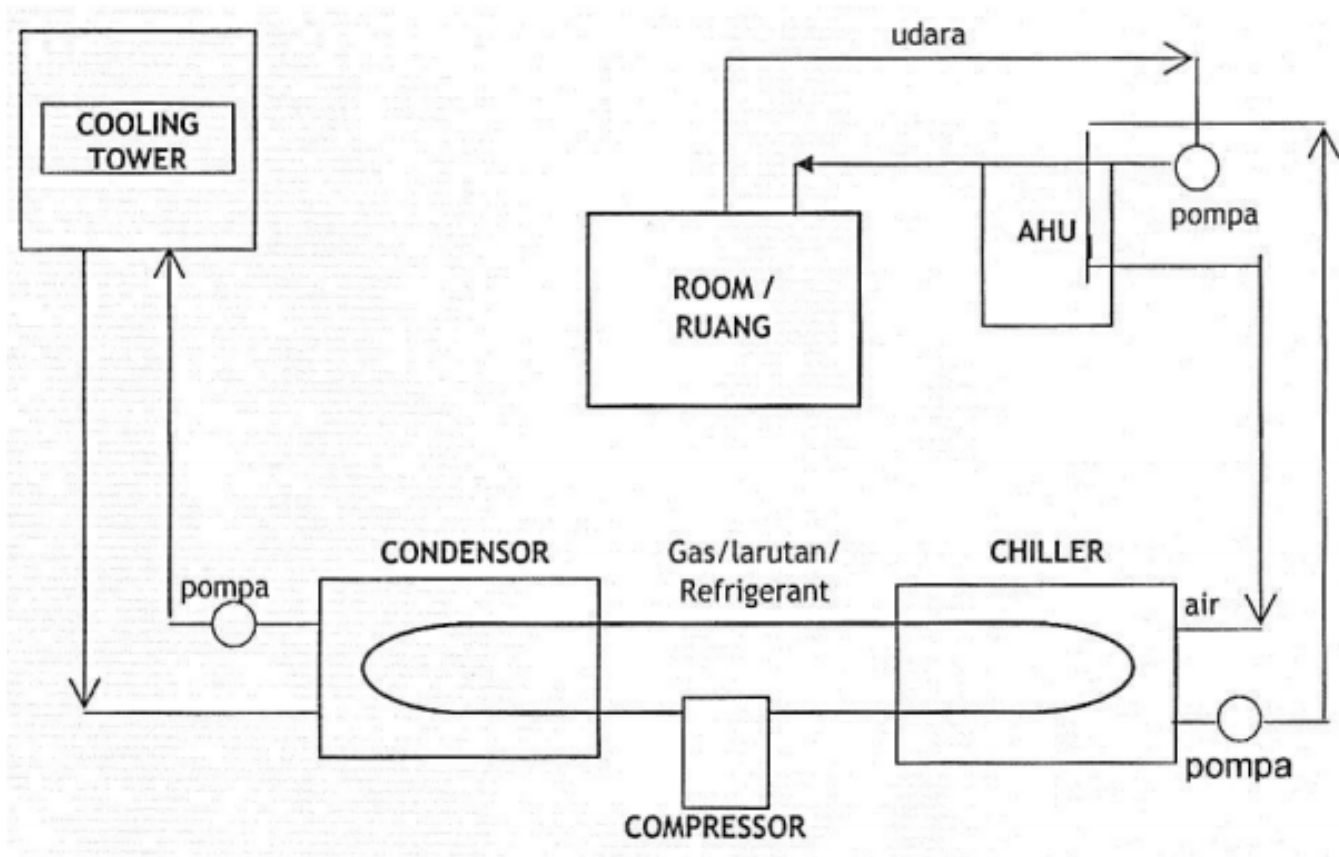 udara
COOLING
TOWER
pompa
AHU
ROOM /
RUANG
CONDENSOR
Gas/larutan/
Refrigerant
CHILLER
pompa
air
pompa
COMPRESSOR